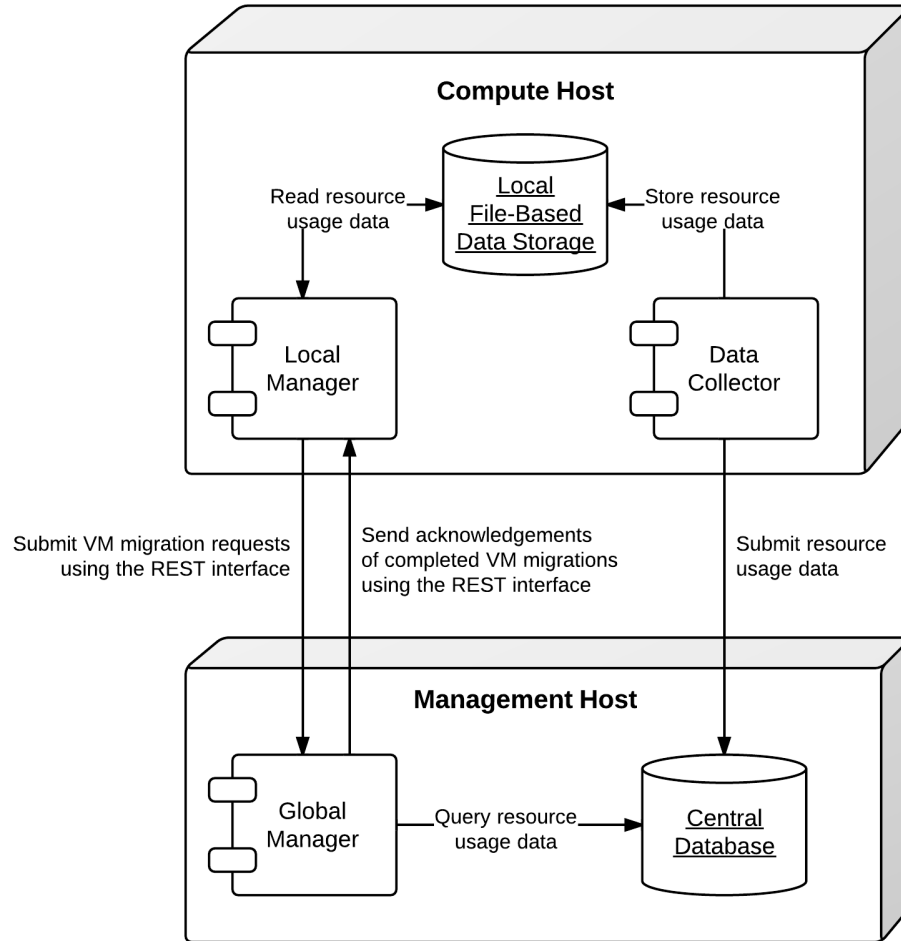 Compute Host
Local
File-Based
Data Storage
Read resource
usage data
Store resource
usage data
Local
Manager
Data
Collector
Submit VM migration requests
using the REST interface
Send acknowledgements
of completed VM migrations
using the REST interface
Submit resource
usage data
Management Host
Global
Manager
Query resource
usage data
Central
Database